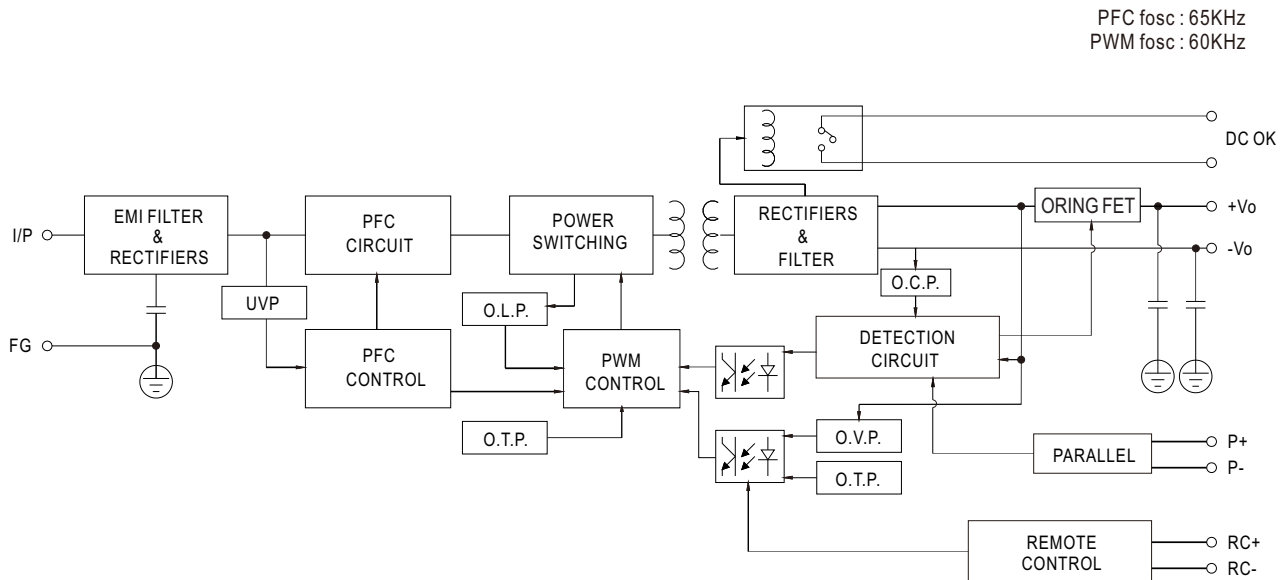 PFC fosc : 65KHz
PWM fosc : 60KHz
DC OK
I/P
EMI FILTER
&
RECTIFIERS
PFC
CIRCUIT
POWER
SWITCHING
RECTIFIERS
&
FILTER
ORING FET
+Vo
-Vo
UVP
O.L.P.
O.C.P.
FG
PFC
CONTROL
PWM
CONTROL
DETECTION
CIRCUIT
O.T.P.
O.V.P.
O.T.P.
PARALLEL
P+
P-
REMOTE
CONTROL
RC+
RC-